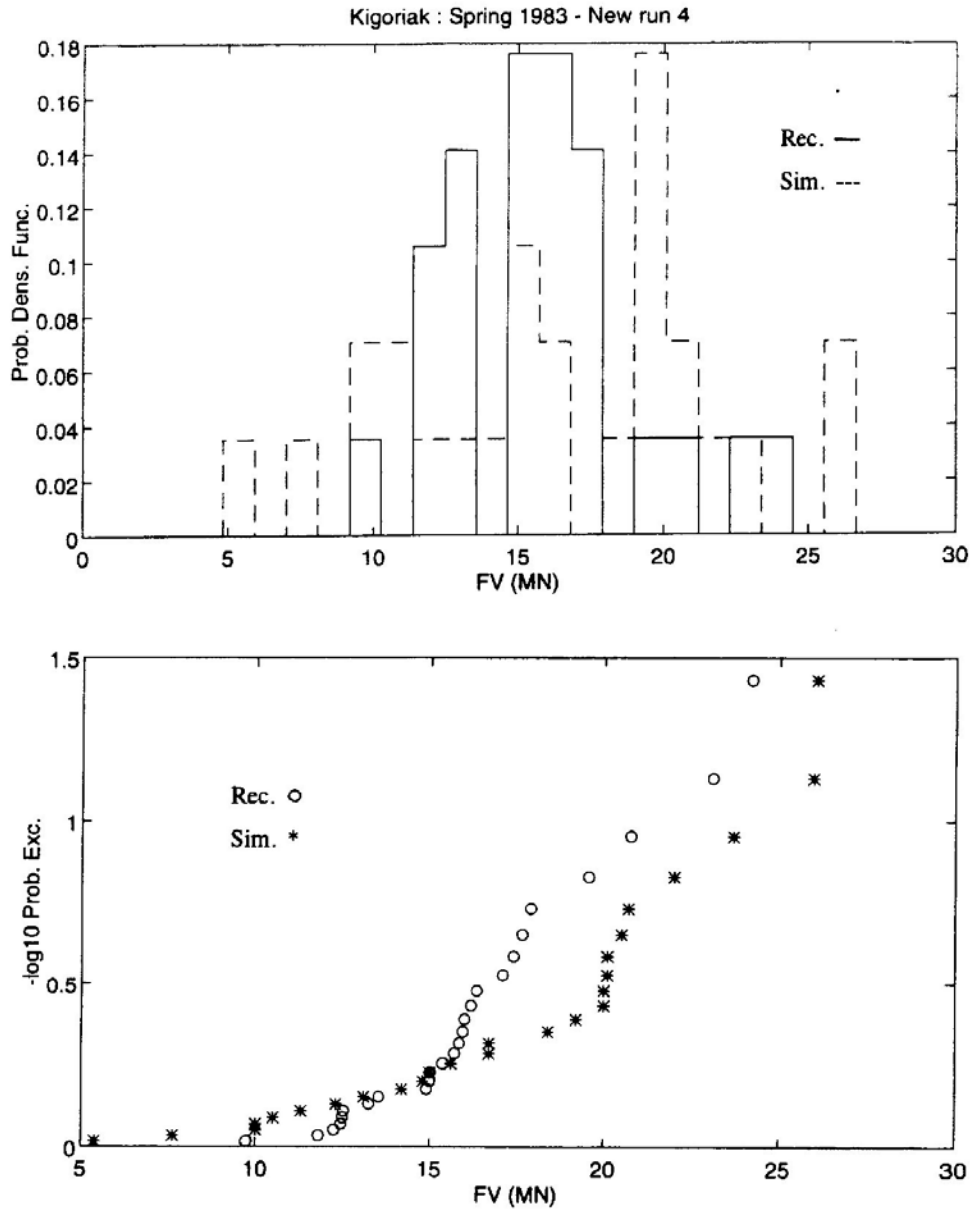 Kigoriak : Spring 1983 - New run 4
0.18
0.16
0.14
0.12
0.1
0.08
0.06
0.04
0.02
0
Prob. Dens. Func.
Rec.
Sim.
0 5 10 15 20 25 30
FV (MN)
1.5
1
0.5
0
-log10 Prob. Exc.
Rec.
Sim.
5 10 15 20 25 30
FV (MN)